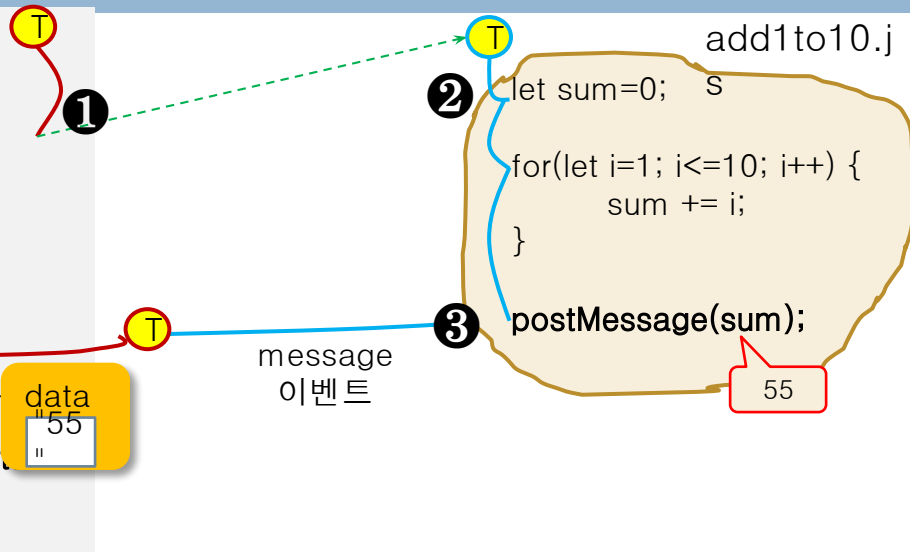 T
❶
T
add1to10.j
s
❷
let sum=0;
for(let i=1; i<=10; i++) {
sum += i;
}
❸
postMessage(sum);
55
T
message
이벤트
data
"55
"